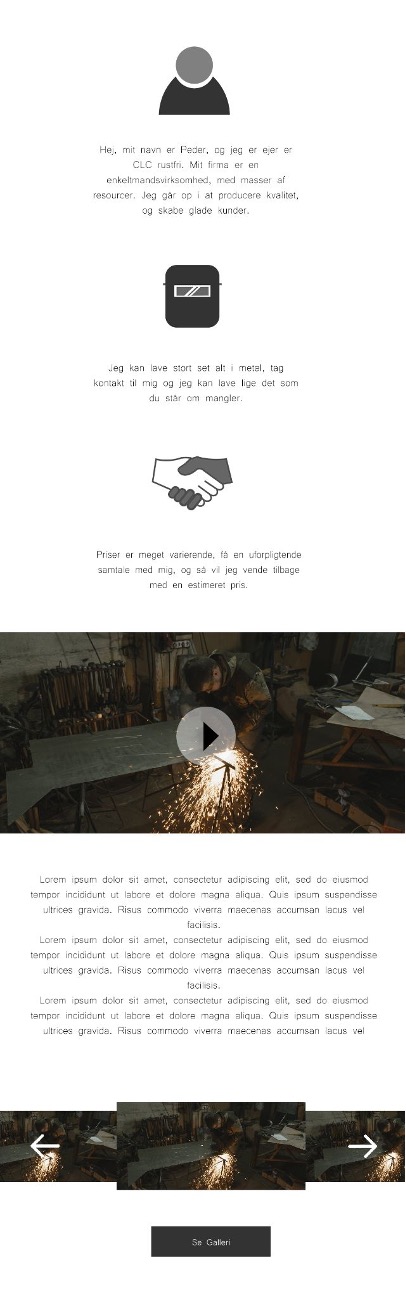 Hej, mit navn er Peder, og jeg er ejer er
CLC rustfri. Mit firma er en
enkeltmandsvirksomhed, med masser af
resourcer. Jeg går op i at producere kvalitet,
og skabe glade kunder.
Jeg kan lave stort set alt i metal, tag
kontakt til mig og jeg kan lave lige det som
du står om mangler.
Priser er meget varierende, få en uforpligtende
samtale med mig, og så vil jeg vende tilbage
med en estimeret pris.
Lorem ipsum dolor sit amet, consectetur adipiscing elit, sed do eiusmod
tempor incididunt ut labore et dolore magna aliqua. Quis ipsum suspendisse
ultrices gravida. Risus commodo viverra maecenas accumsan lacus vel
facilisis.
Lorem ipsum dolor sit amet, consectetur adipiscing elit, sed do eiusmod
tempor incididunt ut labore et dolore magna aliqua. Quis ipsum suspendisse
ultrices gravida. Risus commodo viverra maecenas accumsan lacus vel
facilisis.
Lorem ipsum dolor sit amet, consectetur adipiscing elit, sed do eiusmod
tempor incididunt ut labore et dolore magna aliqua. Quis ipsum suspendisse
ultrices gravida. Risus commodo viverra maecenas accumsan lacus vel
Se Galleri